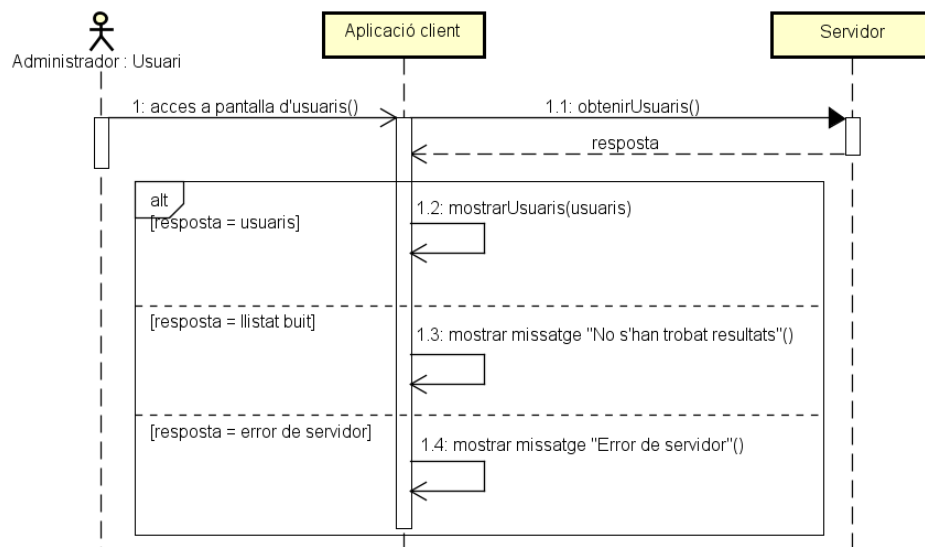 Aplicació client
Servidor
Administrador : Usuari
1: acces a pantalla d'usuaris()
1.1: obtenirUsuaris()
resposta
alt
[resposta = usuaris]
1.2: mostrarUsuaris(usuaris)
[resposta = llistat buit]
1.3: mostrar missatge "No s'han trobat resultats"()
[resposta = error de servidor]
1.4: mostrar missatge "Error de servidor"()